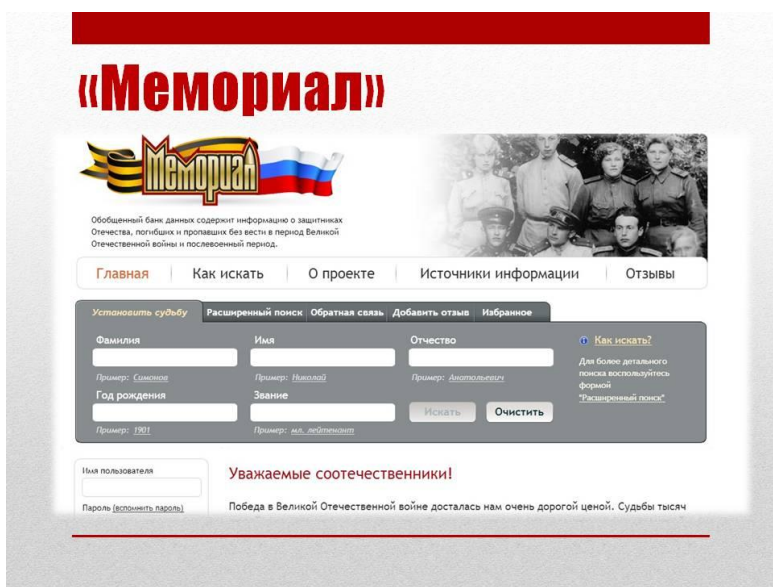 «Мемориал»
Мемориал
Обобщенный банк данных содержит информацию о защитниках
Отечества, погибших и пропавших без вести в период Великой
Отечественной войны и послевоенный период.
Главная Как искать О проекте Источники информации Отзывы
Установить судьбу Расширенный поиск Обратная связь Добавить отзыв Избранное
Фамилия Имя Отчество Как искать?
Для более детального
поиска воспользуйтесь
формой
"Расширенный поиск"
Пример: Симонов Пример: Николай Пример: Анатольевич
Год рождения Звание
Искать Очистить
Пример: 1901 Пример: мл. лейтенант
Имя пользователя
Уважаемые соотечественники!
Пароль (вспомнить пароль)
Победа в Великой Отечественной войне досталась нам очень дорогой ценой. Судьбы тысяч